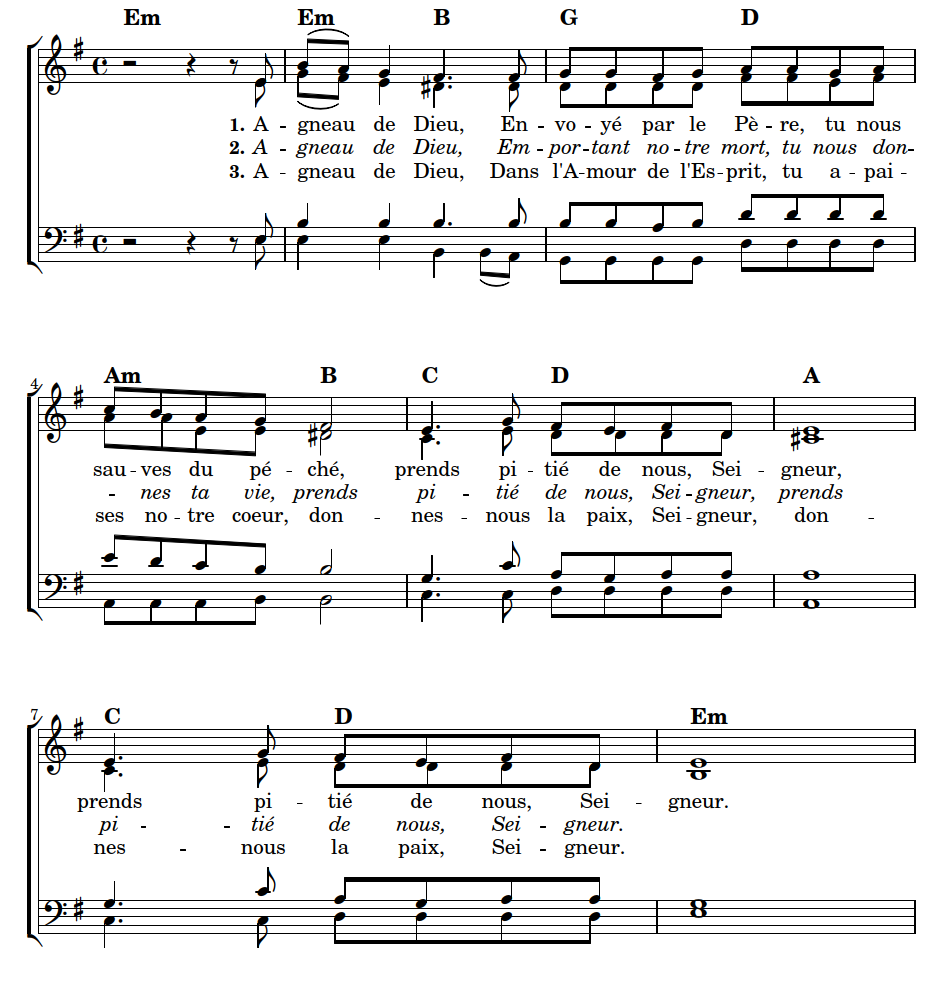 Em Em B G D
1. A - gneau de Dieu, En - vo - yé par le Pè - re, tu nous
2. A - gneau de Dieu, Em - por - tant no - tre mort, tu nous don-
3. A - gneau de Dieu, Dans l'A - mour de l'Es - prit, tu a - pai -
4 Am B C D A
sau - ves du pé - ché, prends pi - tié de nous, Sei - gneur,
- nes ta vie, prends pi - tié de nous, Sei - gneur, prends
ses no - tre coeur, don - nes - nous la paix, Sei - gneur, don -
7 C D Em
prends pi - tié de nous, Sei - gneur.
pi - - tié de nous, Sei - gneur.
nes - nous la paix, Sei - gneur.